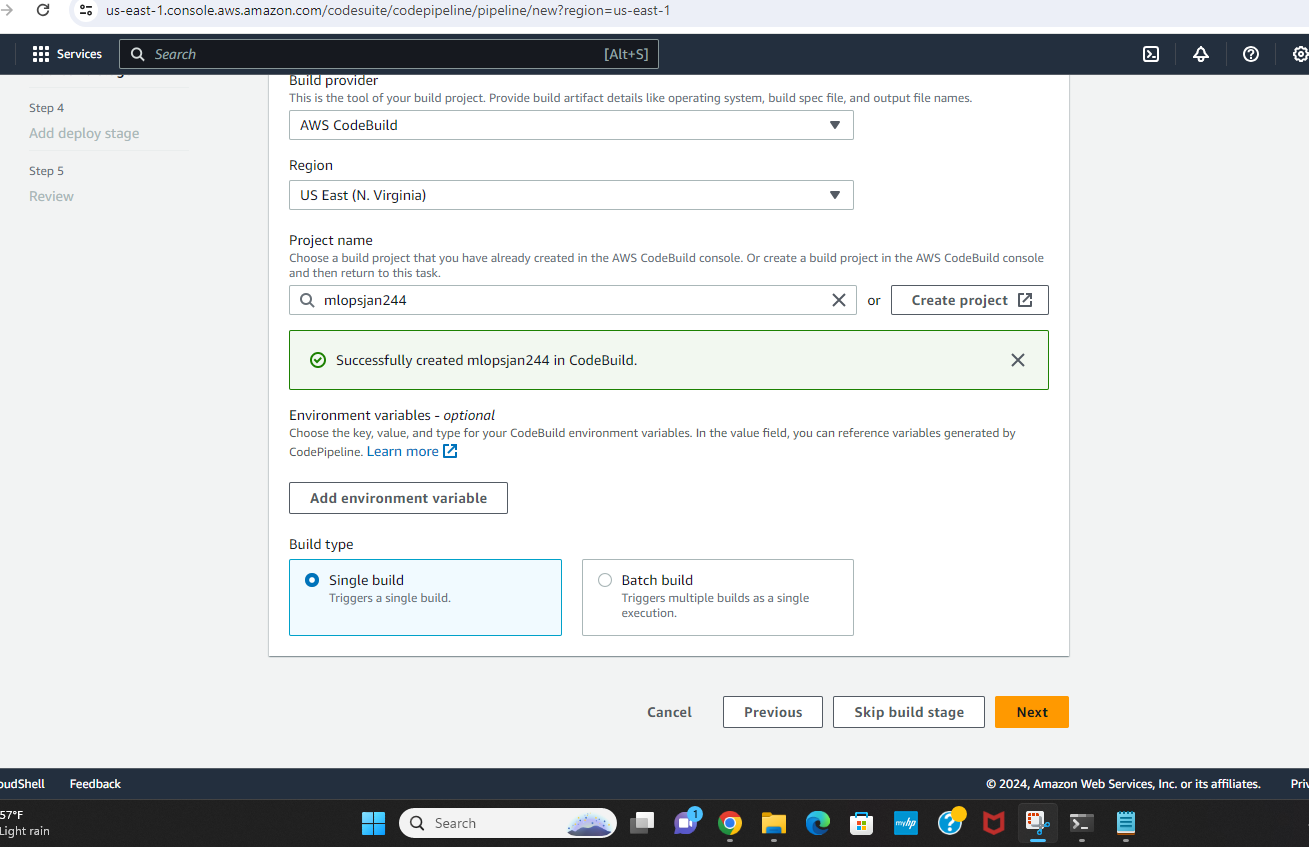 us-east-1.console.aws.amazon.com/codesuite/codepipeline/pipeline/new?region=us-east-1
Services
Search
[Alt+S]
Step 4
Add deploy stage
Step 5
Review
Build provider
This is the tool of your build project. Provide build artifact details like operating system, build spec file, and output file names.
AWS CodeBuild
Region
US East (N. Virginia)
Project name
Choose a build project that you have already created in the AWS CodeBuild console. Or create a build project in the AWS CodeBuild console
and then return to this task.
mlopsjan244
or
Create project
Successfully created mlopsjan244 in CodeBuild.
Environment variables - optional
Choose the key, value, and type for your CodeBuild environment variables. In the value field, you can reference variables generated by
CodePipeline. Learn more
Add environment variable
Build type
Single build
Triggers a single build.
Batch build
Triggers multiple builds as a single
execution.
Cancel
Previous
Skip build stage
Next
oudShell
Feedback
© 2024, Amazon Web Services, Inc. or its affiliates.
Priv
57°F
Light rain
Search
1
myhp